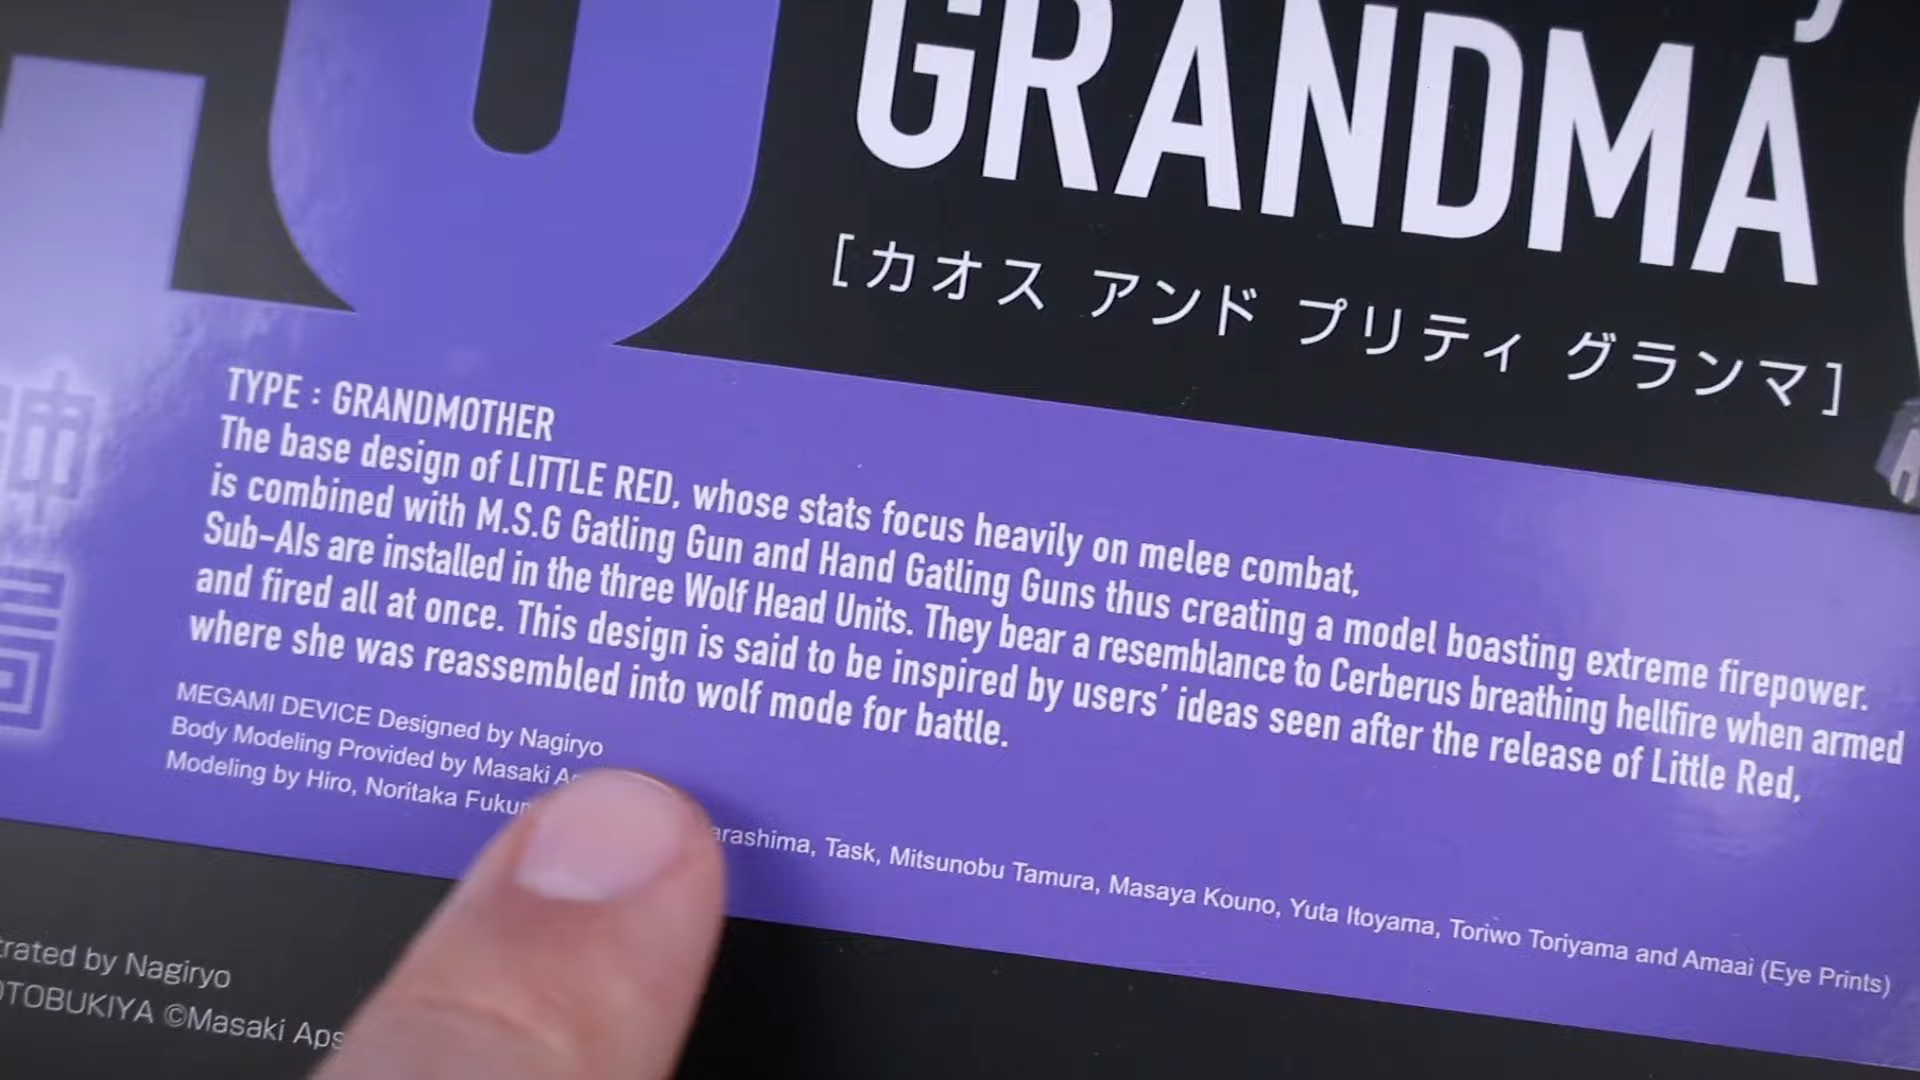 GRANDMA
[カオス アンド プリティ グランマ]
TYPE : GRANDMOTHER
The base design of LITTLE RED, whose stats focus heavily on melee combat,
is combined with M.S.G Gatling Gun and Hand Gatling Guns thus creating a model boasting extreme firepower.
Sub-AIs are installed in the three Wolf Head Units. They bear a resemblance to Cerberus breathing hellfire when armed
and fired all at once. This design is said to be inspired by users' ideas seen after the release of Little Red,
where she was reassembled into wolf mode for battle.
MEGAMI DEVICE Designed by Nagiryo
Body Modeling Provided by Masaki
Modeling by Hiro, Noritaka Task, Mitsunobu Tamura, Masaya Kouno, Yuta Itoyama, Toriwo Toriyama and Amaai (Eye Prints)
by Nagiryo
©Masaki